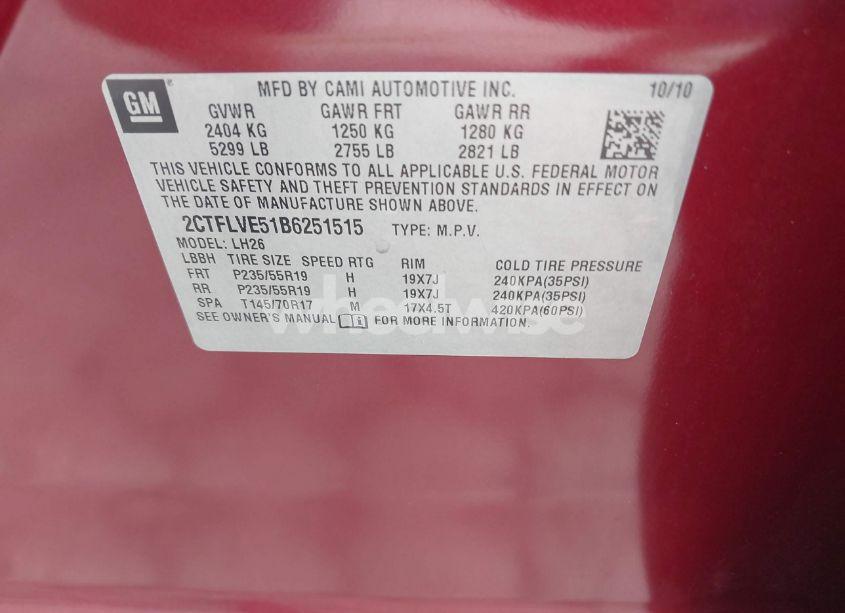 GM
MFD BY CAMI AUTOMOTIVE INC. 10/10
GVWR GAWR FRT GAWR RR
2404 KG 1250 KG 1280 KG
5299 LB 2755 LB 2821 LB
THIS VEHICLE CONFORMS TO ALL APPLICABLE U.S. FEDERAL MOTOR
VEHICLE SAFETY AND THEFT PREVENTION STANDARDS IN EFFECT ON
THE DATE OF MANUFACTURE SHOWN ABOVE.
2CTFLVE51B6251515 TYPE: M.P.V.
MODEL: LH26
LBBH TIRE SIZE SPEED RTG RIM COLD TIRE PRESSURE
FRT P235/55R19 H 19X7J 240KPA(35PSI)
RR P235/55R19 H 19X7J 240KPA(35PSI)
SPA T145/70R17 M 17X4.5T 420KPA(60PSI)
SEE OWNER'S MANUAL FOR MORE INFORMATION.
wheelwise